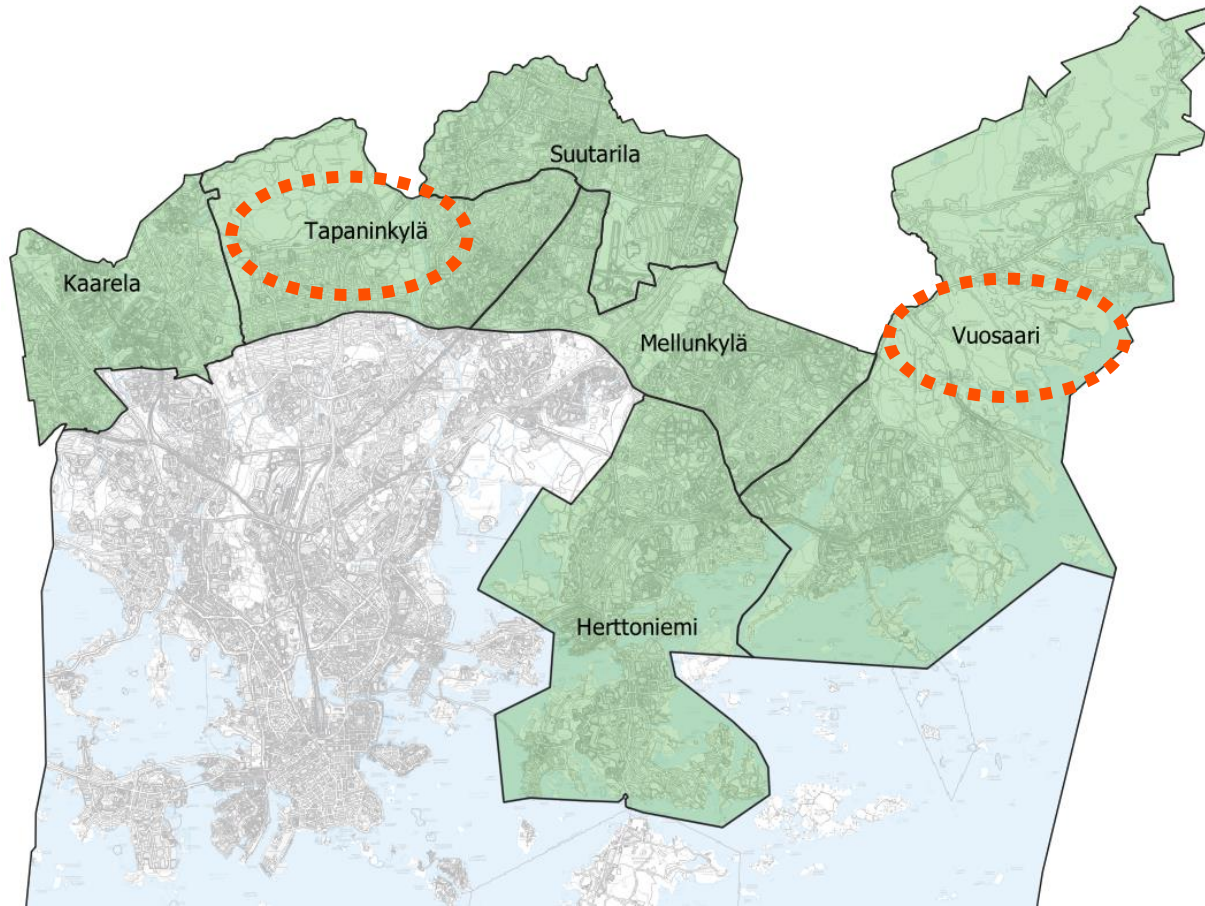 Suutarila
Tapaninkylä
Kaarela
Vuosaari
Mellunkylä
Herttoniemi